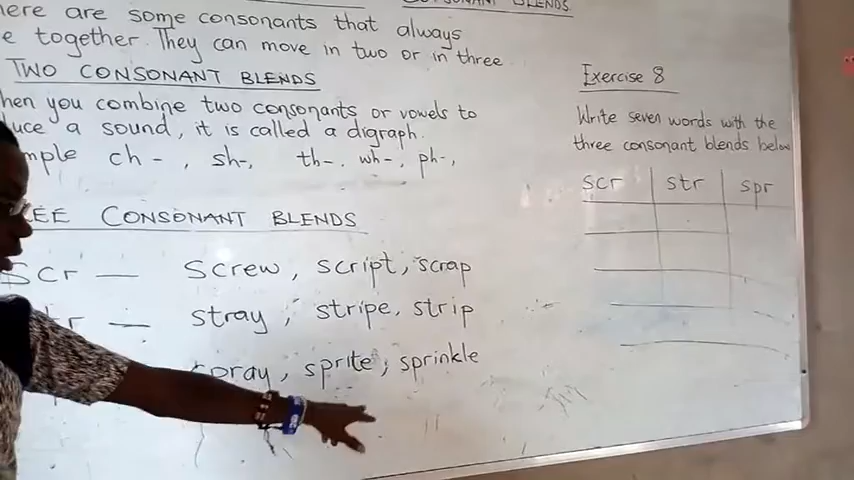 CONSONANT BLENDS
here are some consonants that always
e together. They can move in two or in three
TWO CONSONANT BLENDS
hen you combine two consonants or vowels to
uce a sound, it is called a digraph.
mple ch-, sh-, th-, wh-, ph-,
EE CONSONANT BLENDS
Scr — screw, script, scrap
tr — stray, stripe, strip
spray, sprite, sprinkle
Exercise 8
Write seven words with the
three consonant blends below
scr str spr